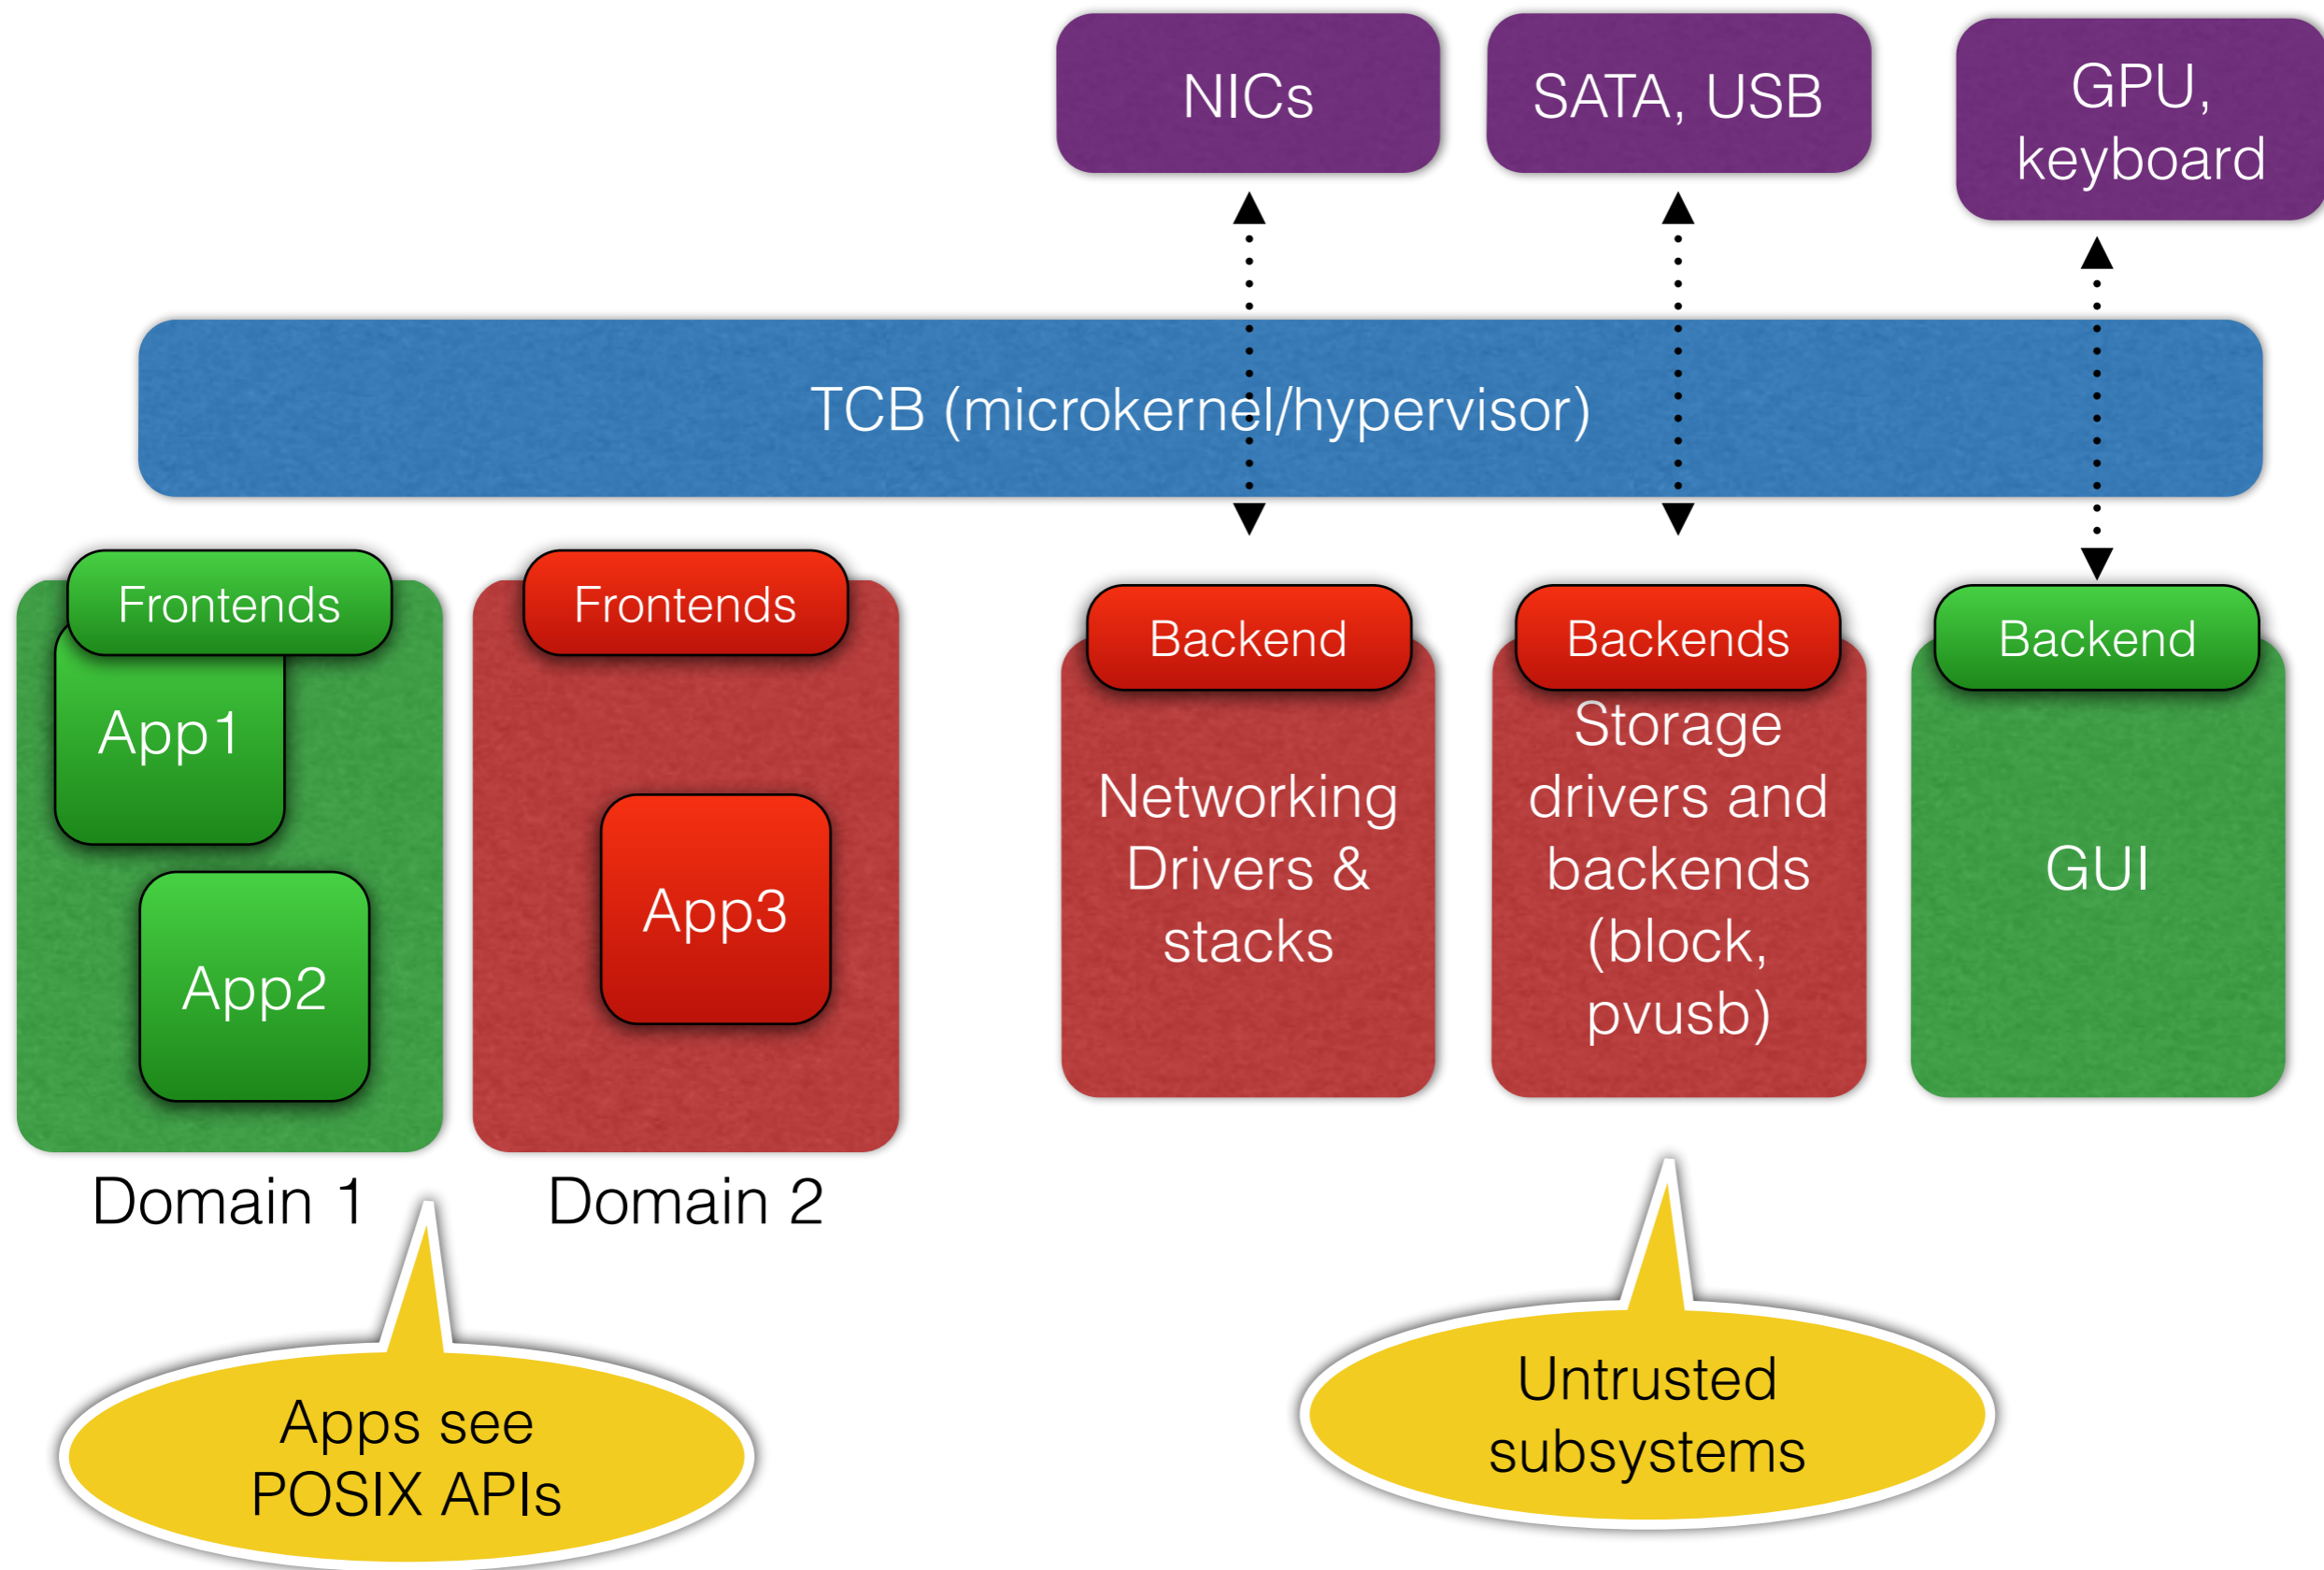 NICs
SATA, USB
GPU,
keyboard
TCB (microkernel/hypervisor)
Frontends
App1
App2
Domain 1
Frontends
App3
Domain 2
Backend
Networking
Drivers &
stacks
Backends
Storage
drivers and
backends
(block,
pvusb)
Backend
GUI
Apps see
POSIX APIs
Untrusted
subsystems